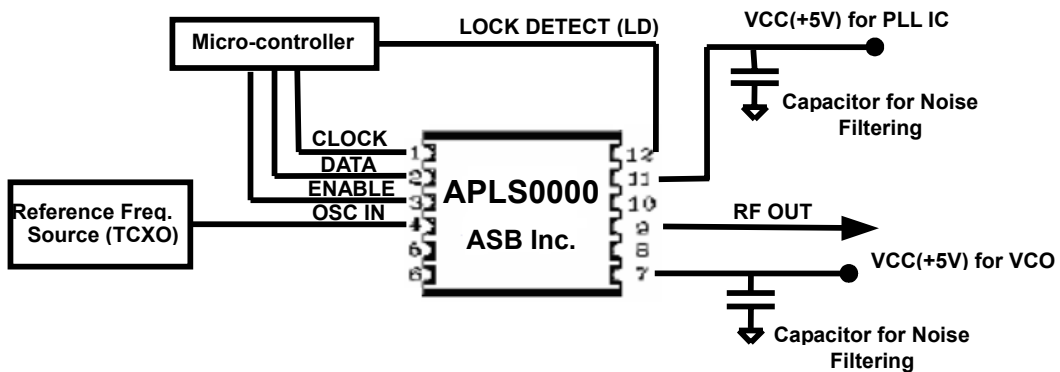 VCC(+5V) for PLL IC
LOCK DETECT (LD)
Micro-controller
Capacitor for Noise
Filtering
CLOCK
DATA
ENABLE
OSC IN
Reference Freq.
Source (TCXO)
1
2
3
4
5
6
APLS0000
ASB Inc.
12
11
10
9
8
7
RF OUT
VCC(+5V) for VCO
Capacitor for Noise
Filtering